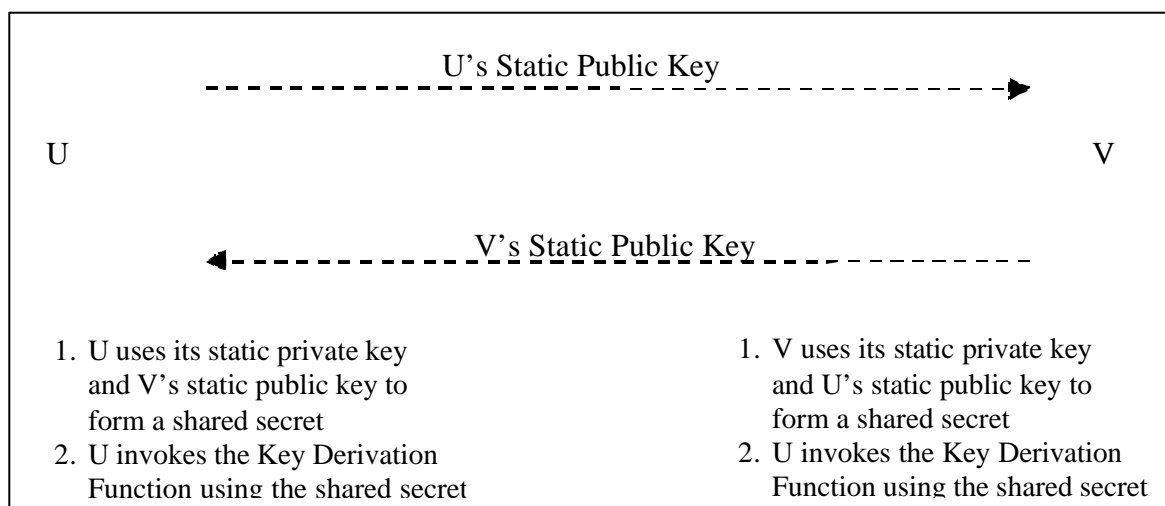 U's Static Public Key
U
V
V's Static Public Key
1. U uses its static private key
and V's static public key to
form a shared secret
2. U invokes the Key Derivation
Function using the shared secret
1. V uses its static private key
and U's static public key to
form a shared secret
2. U invokes the Key Derivation
Function using the shared secret